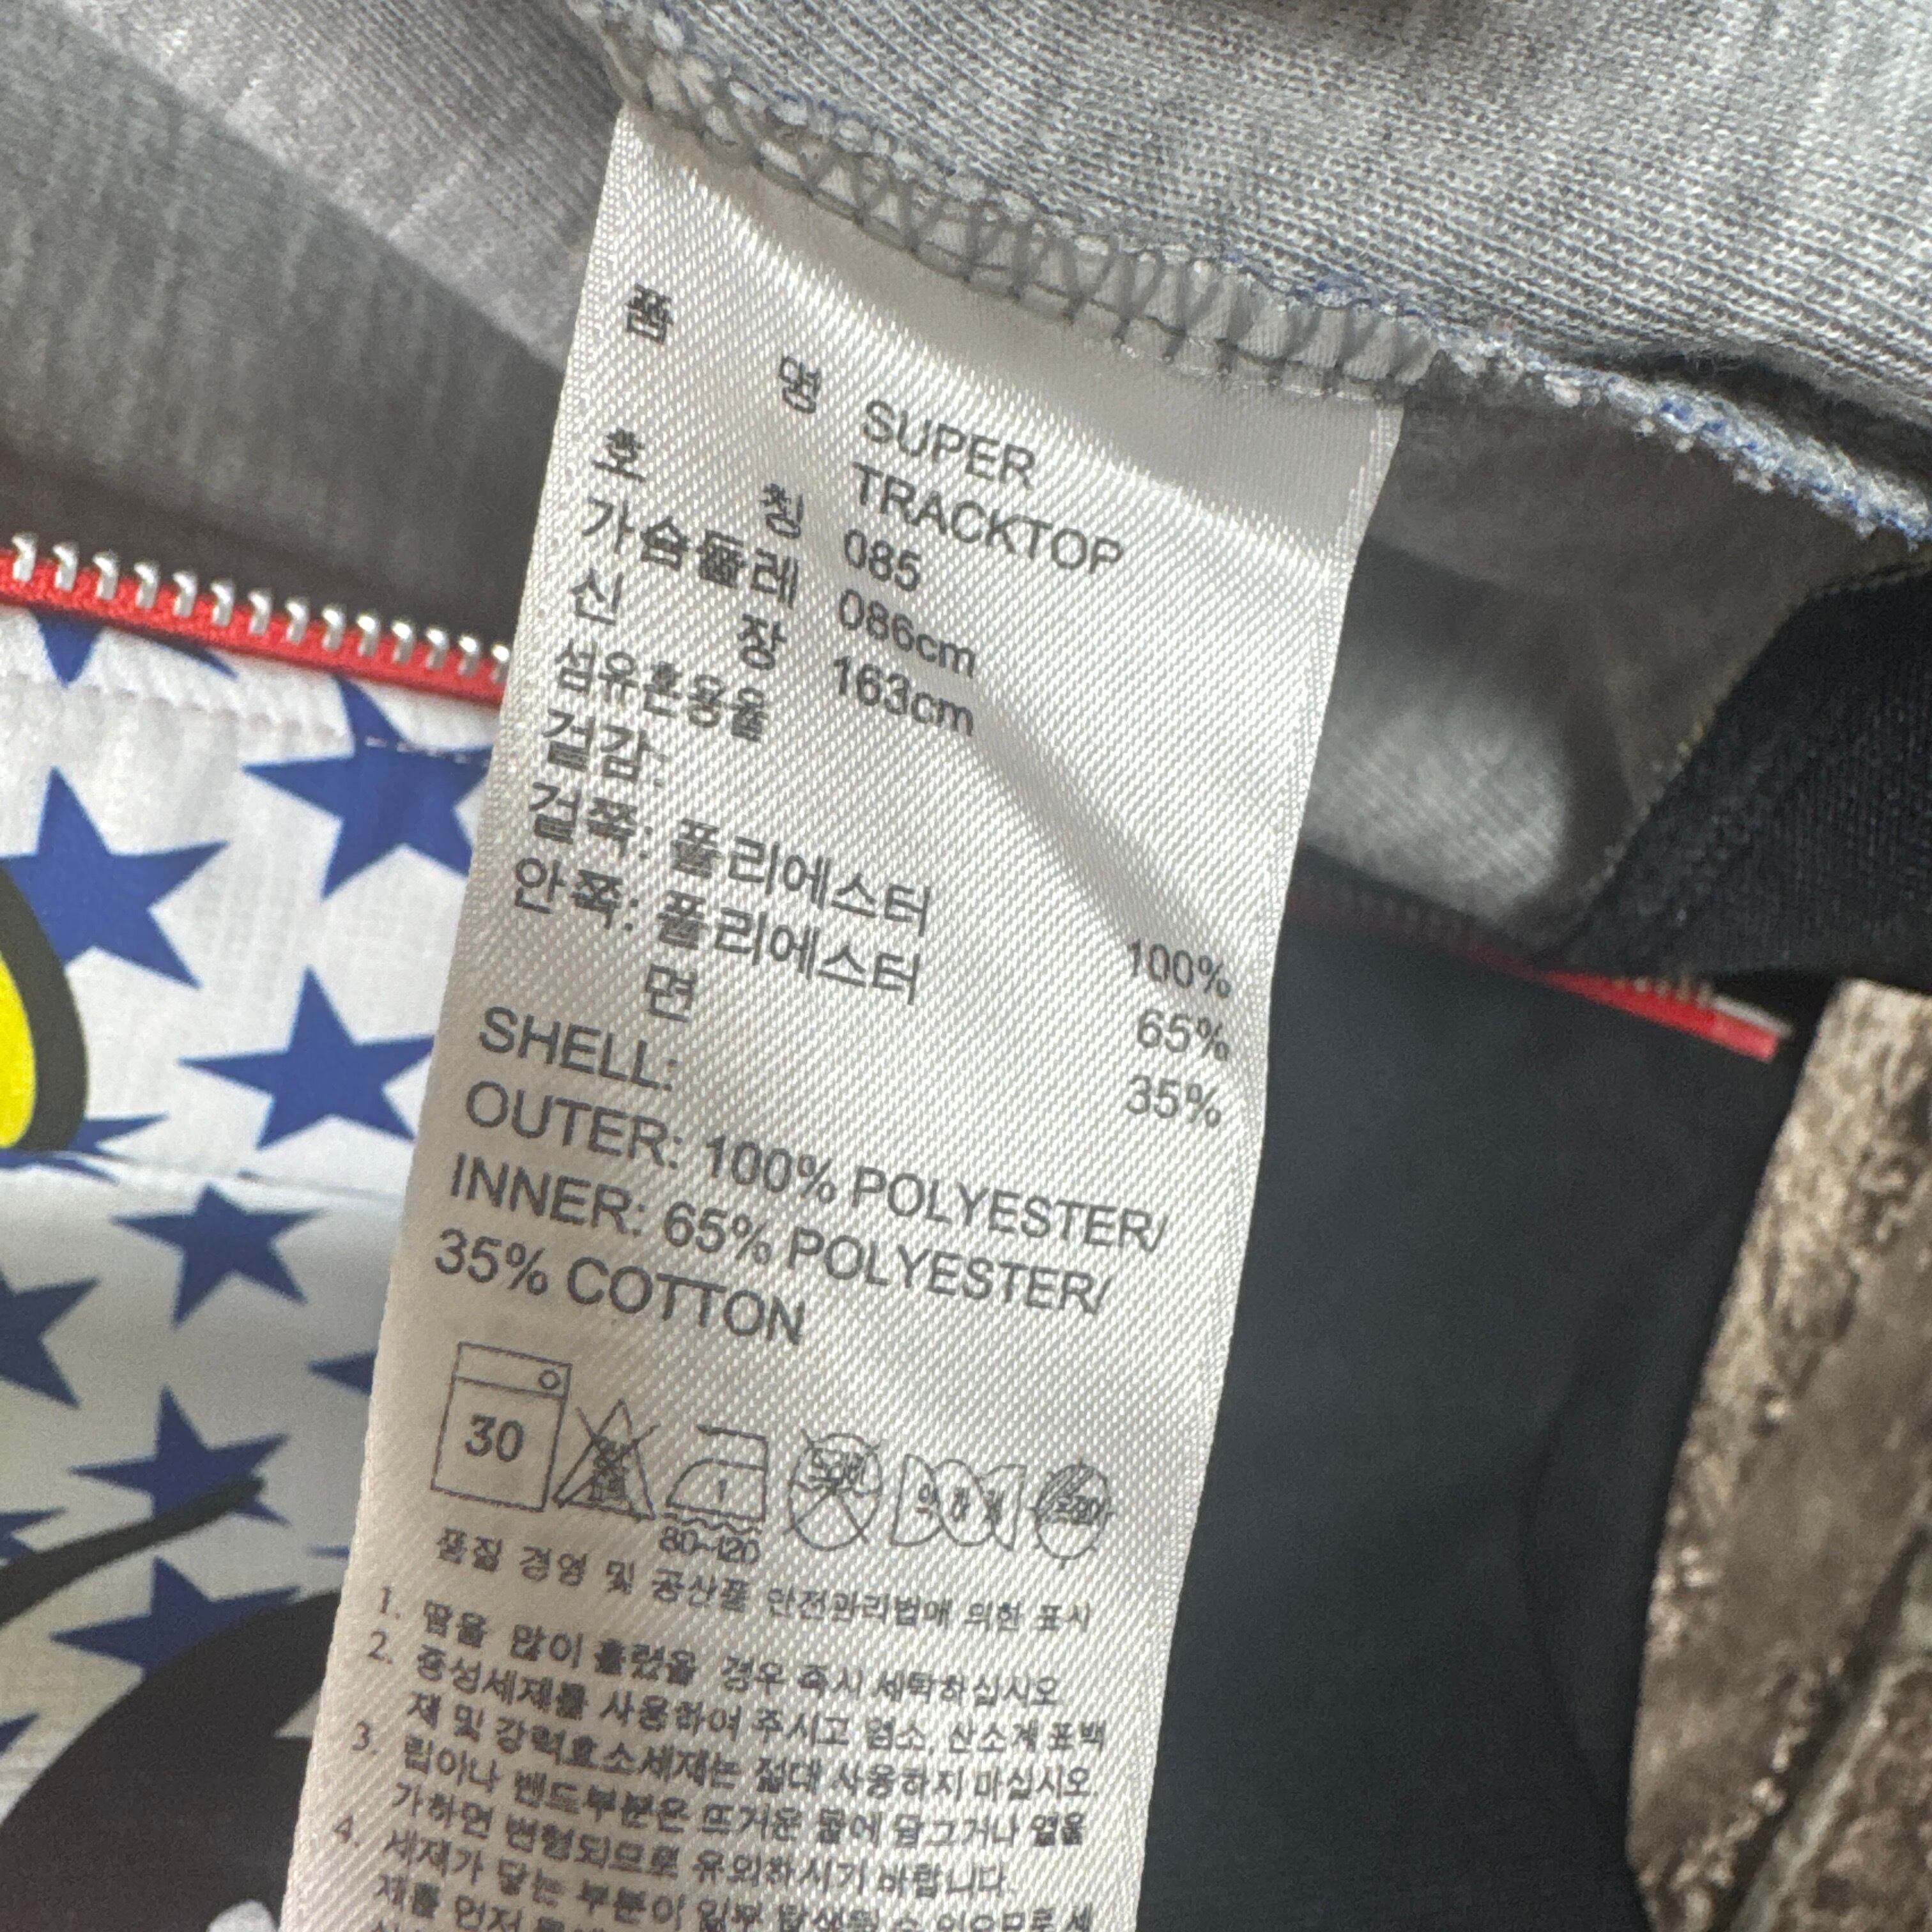 품 명 SUPER
TRACKTOP
호 칭 085
가슴둘레 086cm
신 장 163cm
섬유혼용율
겉감:
겉쪽: 폴리에스터 100%
안쪽: 폴리에스터 65%
면 35%
SHELL:
OUTER: 100% POLYESTER/
INNER: 65% POLYESTER/
35% COTTON
30
1
80~120
품질 경영 및 공산품 안전관리법에 의한 표시
1. 땀을 많이 흘렸을 경우 즉시 세탁하십시오
2. 중성세제를 사용하여 주시고 염소, 산소계 표백
제 및 강력효소세제는 절대 사용하지 마십시오.
3. 립이나 밴드부분은 뜨거운 물에 담그거나 열을
가하면 변형되므로 유의하시기 바랍니다.
4. 세제가 닿는 부분이 일부 탈색될 수 있으므로 세
제를 먼저